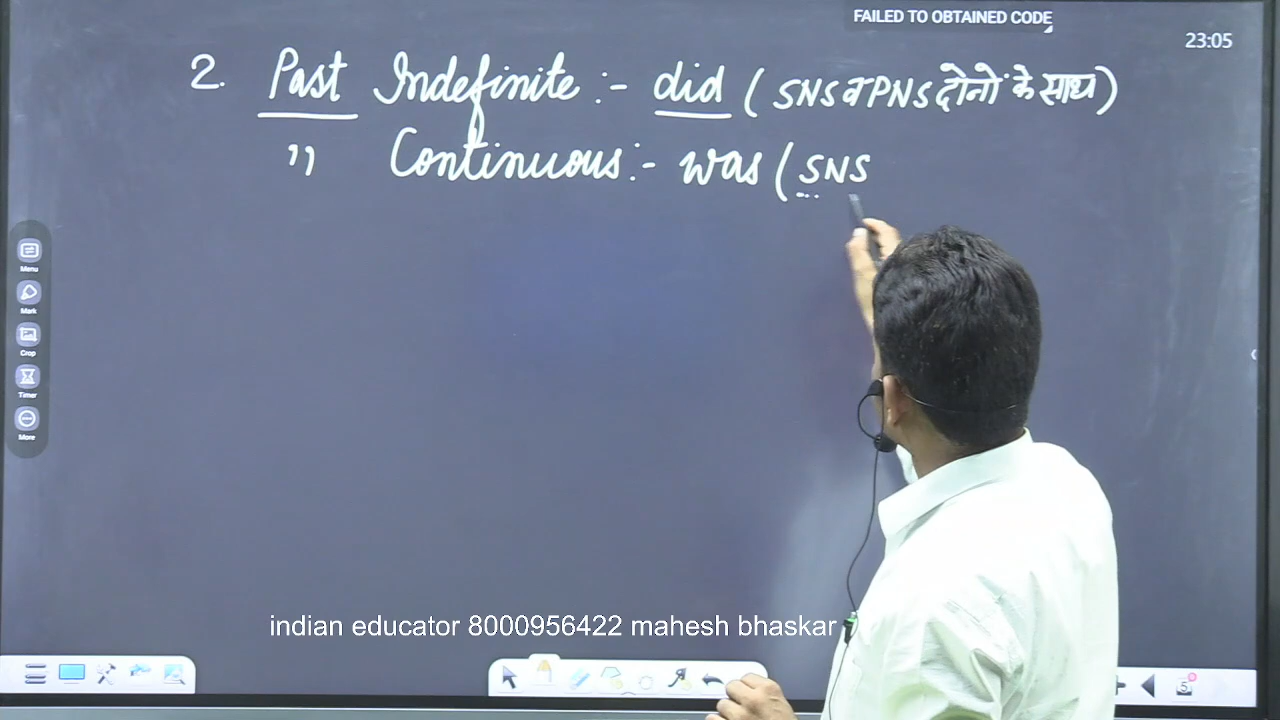 FAILED TO OBTAINED CODE
23:05
2. Past Indefinite :- did ( SNS व PNS दोनों के साथ )
" Continuous :- was ( SNS
Menu
Mark
Crop
Timer
More
indian educator 8000956422 mahesh bhaskar
5